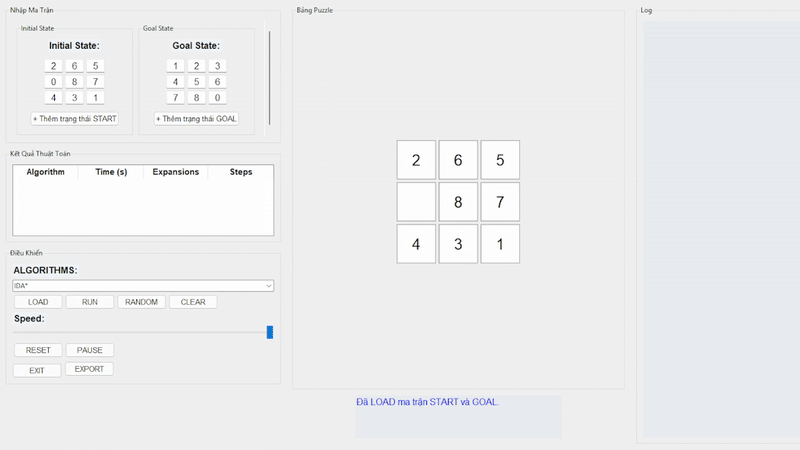 Nhập Ma Trận
Initial State
Initial State:
2 6 5
0 8 7
4 3 1
+ Thêm trạng thái START
Goal State
Goal State:
1 2 3
4 5 6
7 8 0
+ Thêm trạng thái GOAL
Kết Quả Thuật Toán
Algorithm Time (s) Expansions Steps
Điều Khiển
ALGORITHMS:
IDA*
LOAD RUN RANDOM CLEAR
Speed:
RESET PAUSE
EXIT EXPORT
Bảng Puzzle
2 6 5
8 7
4 3 1
Đã LOAD ma trận START và GOAL.
Log